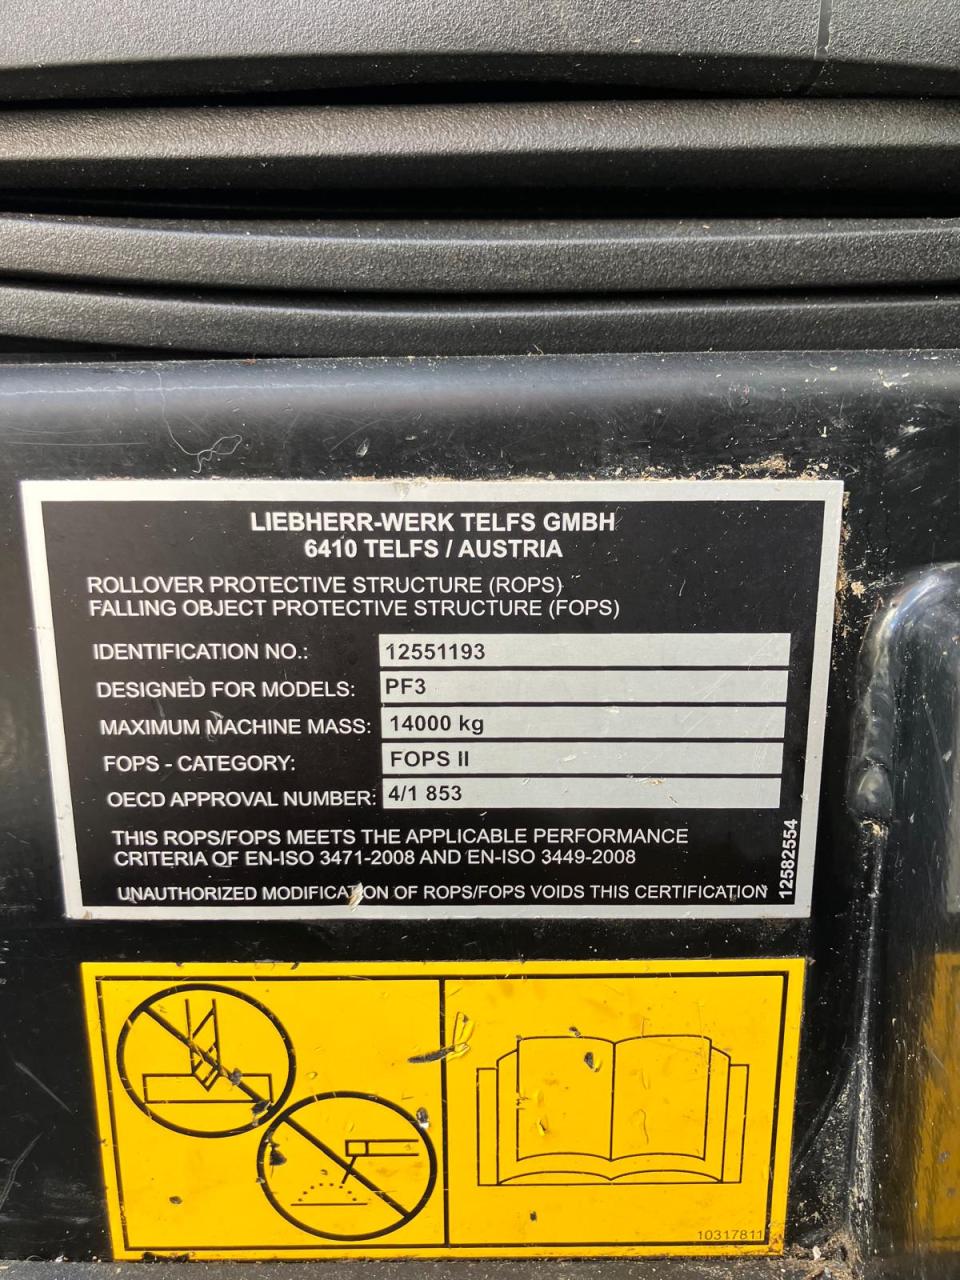 LIEBHERR-WERK TELFS GMBH
6410 TELFS / AUSTRIA
ROLLOVER PROTECTIVE STRUCTURE (ROPS)
FALLING OBJECT PROTECTIVE STRUCTURE (FOPS)
IDENTIFICATION NO.: 12551193
DESIGNED FOR MODELS: PF3
MAXIMUM MACHINE MASS: 14000 kg
FOPS - CATEGORY: FOPS II
OECD APPROVAL NUMBER: 4/1 853
THIS ROPS/FOPS MEETS THE APPLICABLE PERFORMANCE
CRITERIA OF EN-ISO 3471-2008 AND EN-ISO 3449-2008
UNAUTHORIZED MODIFICATION OF ROPS/FOPS VOIDS THIS CERTIFICATION
12582554